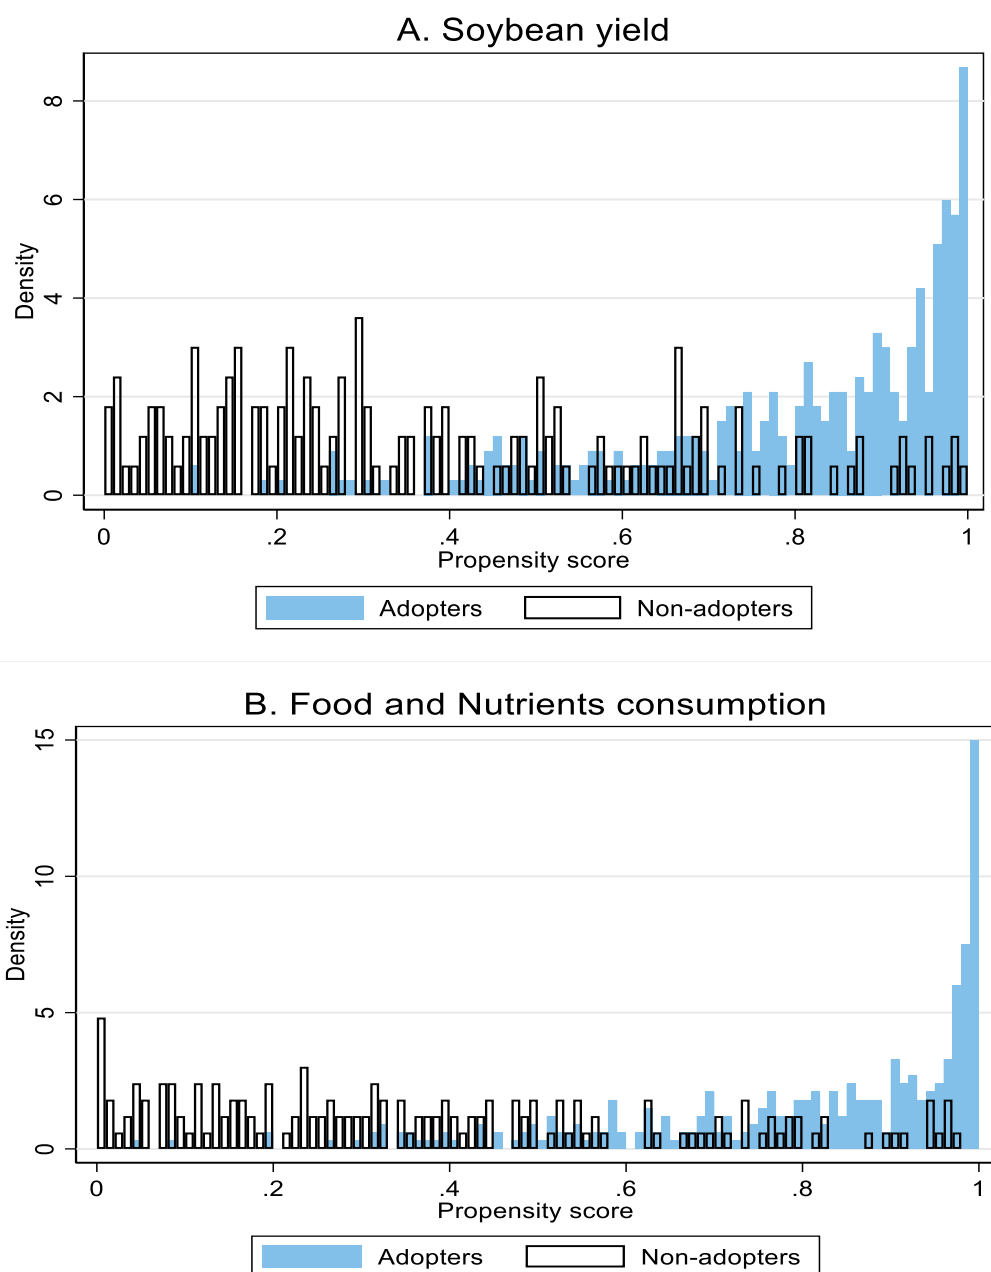 A. Soybean yield
Density
8
6
4
2
0
0 .2 .4 .6 .8 1
Propensity score
Adopters Non-adopters
B. Food and Nutrients consumption
Density
15
10
5
0
0 .2 .4 .6 .8 1
Propensity score
Adopters Non-adopters